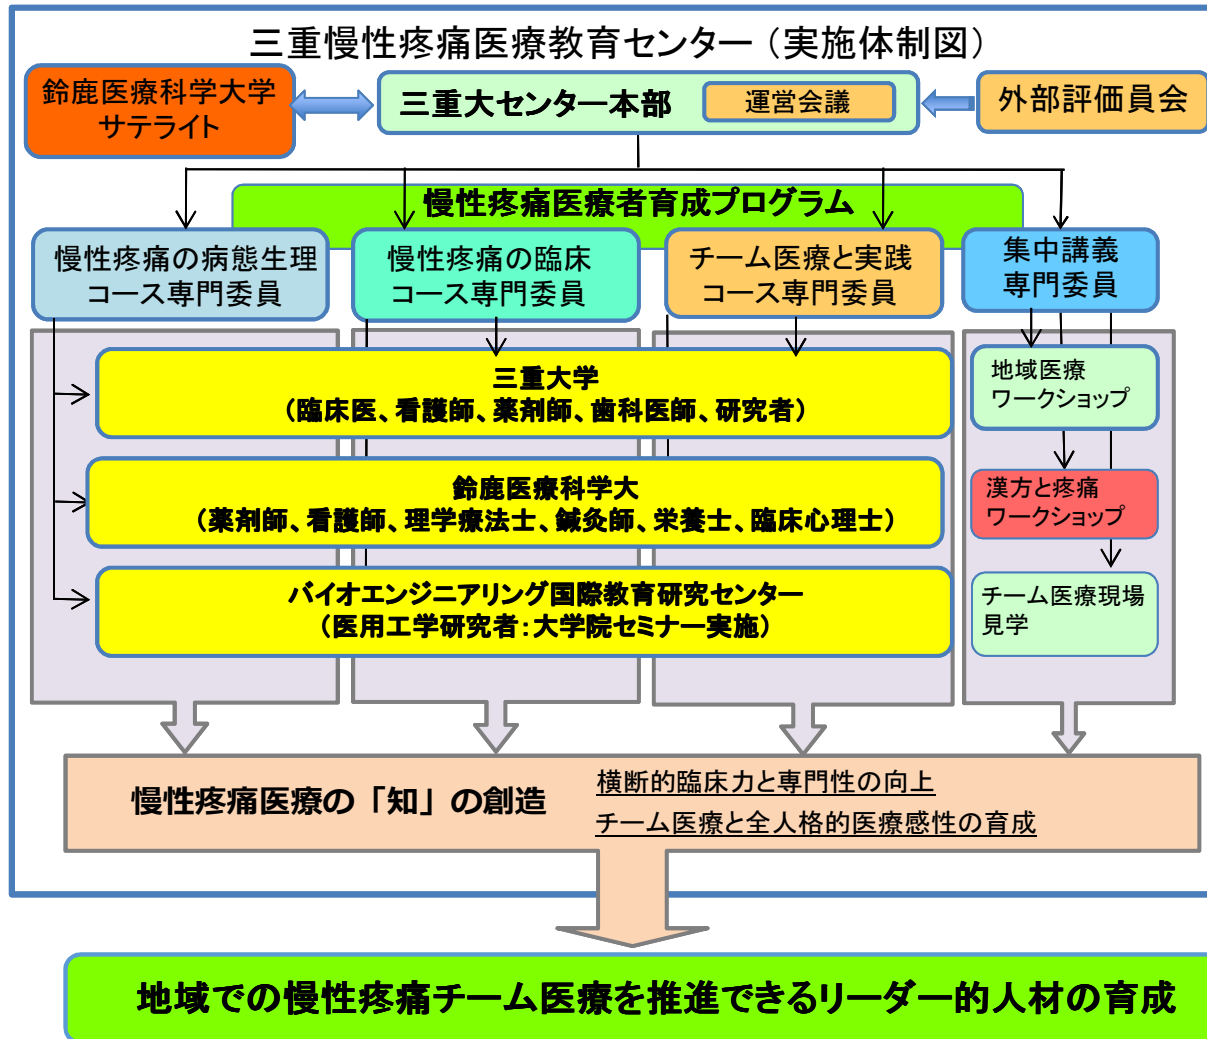 三重慢性疼痛医療教育センター（実施体制図）
鈴鹿医療科学大学
サテライト
三重大センター本部
運営会議
外部評価員会
慢性疼痛医療者育成プログラム
慢性疼痛の病態生理
コース専門委員
慢性疼痛の臨床
コース専門委員
チーム医療と実践
コース専門委員
集中講義
専門委員
三重大学
（臨床医、看護師、薬剤師、歯科医師、研究者）
鈴鹿医療科学大
（薬剤師、看護師、理学療法士、鍼灸師、栄養士、臨床心理士）
バイオエンジニアリング国際教育研究センター
（医用工学研究者：大学院セミナー実施）
地域医療
ワークショップ
漢方と疼痛
ワークショップ
チーム医療現場
見学
慢性疼痛医療の「知」の創造
横断的臨床力と専門性の向上
チーム医療と全人格的医療感性の育成
地域での慢性疼痛チーム医療を推進できるリーダー的人材の育成